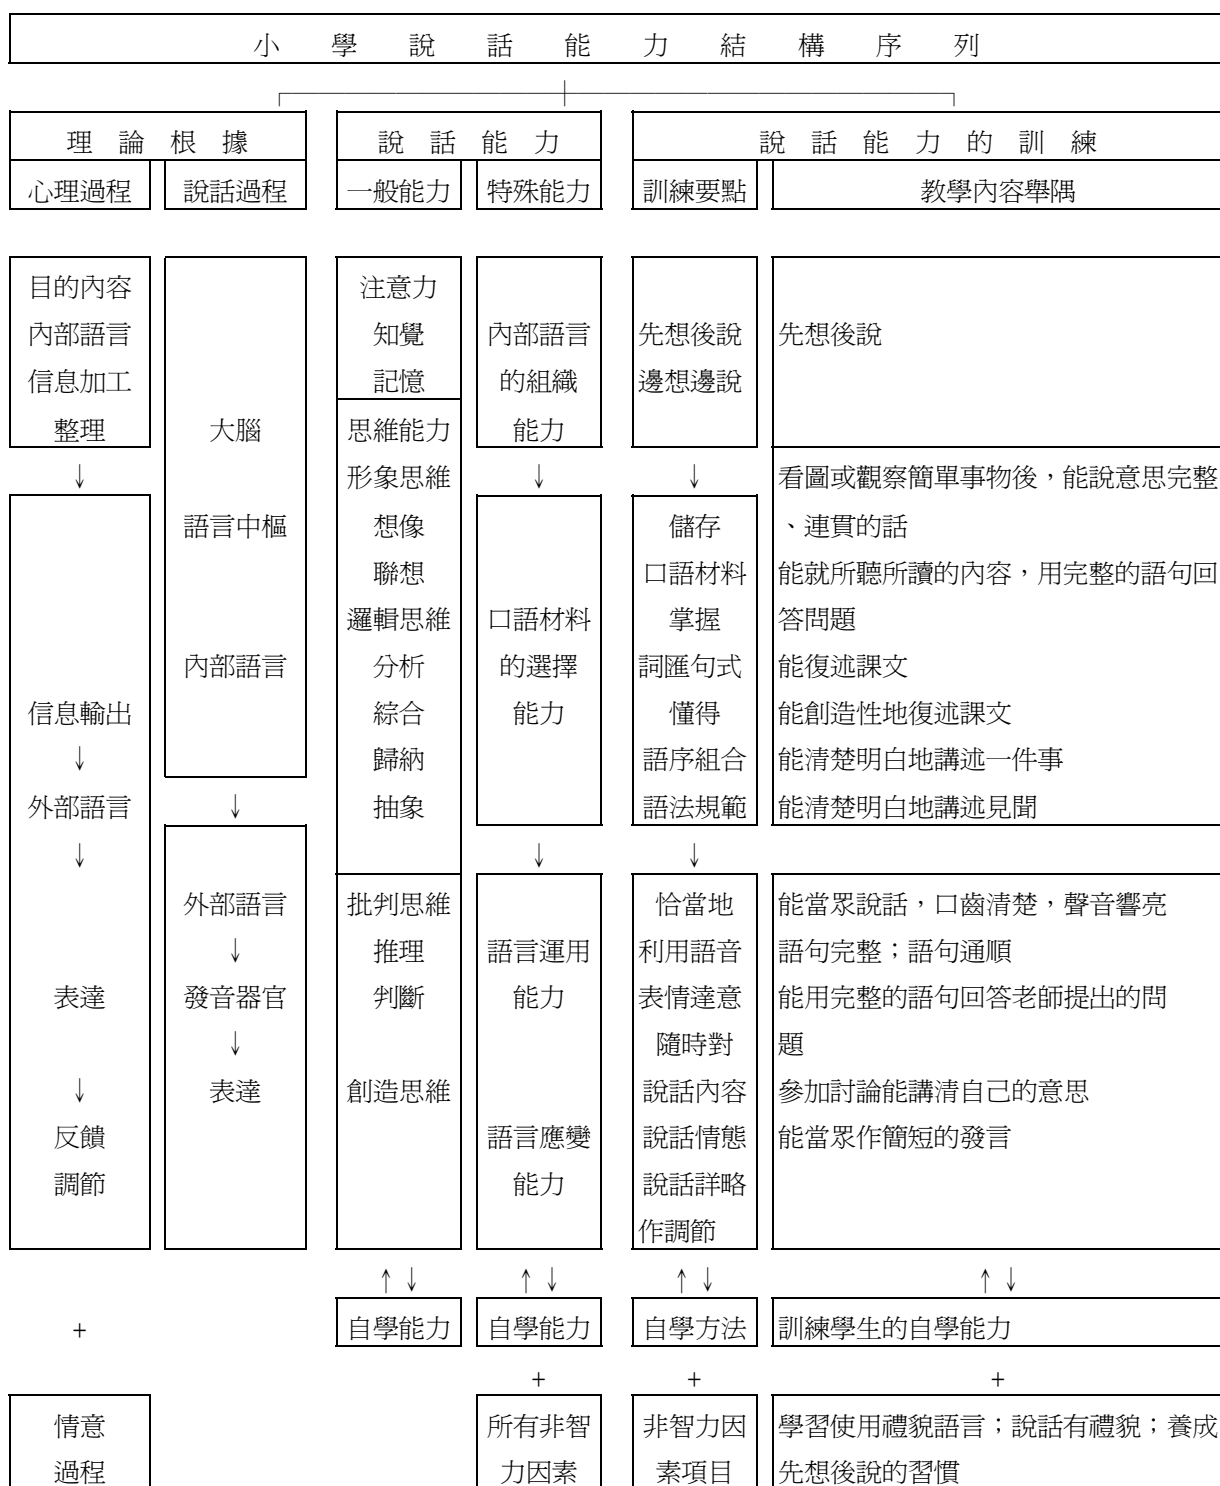 小學說話能力結構序列
理論根據 說話能力 說話能力的訓練
心理過程 說話過程 一般能力 特殊能力 訓練要點 教學內容舉隅
目的內容 注意力
內部語言 知覺 內部語言 先想後說 先想後說
信息加工 記憶 的組織 邊想邊說
整理 大腦 思維能力 能力
↓ 形象思維 ↓ ↓ 看圖或觀察簡單事物後，能說意思完整
語言中樞 想像 儲存 、連貫的話
聯想 口語材料 能就所聽所讀的內容，用完整的語句回
邏輯思維 口語材料 掌握 答問題
內部語言 分析 的選擇 詞匯句式 能復述課文
信息輸出 綜合 能力 懂得 能創造性地復述課文
↓ 歸納 語序組合 能清楚明白地講述一件事
外部語言 ↓ 抽象 語法規範 能清楚明白地講述見聞
↓ ↓ ↓
外部語言 批判思維 恰當地 能當眾說話，口齒清楚，聲音響亮
↓ 推理 語言運用 利用語音 語句完整；語句通順
表達 發音器官 判斷 能力 表情達意 能用完整的語句回答老師提出的問
↓ 隨時對 題
↓ 表達 創造思維 說話內容 參加討論能講清自己的意思
反饋 語言應變 說話情態 能當眾作簡短的發言
調節 能力 說話詳略
作調節
↑↓ ↑↓ ↑↓ ↑↓
+ 自學能力 自學能力 自學方法 訓練學生的自學能力
+ + +
情意 所有非智 非智力因 學習使用禮貌語言；說話有禮貌；養成
過程 力因素 素項目 先想後說的習慣